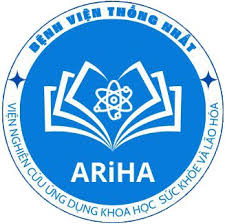 BỆNH VIỆN THỐNG NHẤT
ARiHA
VIỆN NGHIÊN CỨU ỨNG DỤNG KHOA HỌC SỨC KHỎE VÀ LÃO HÓA